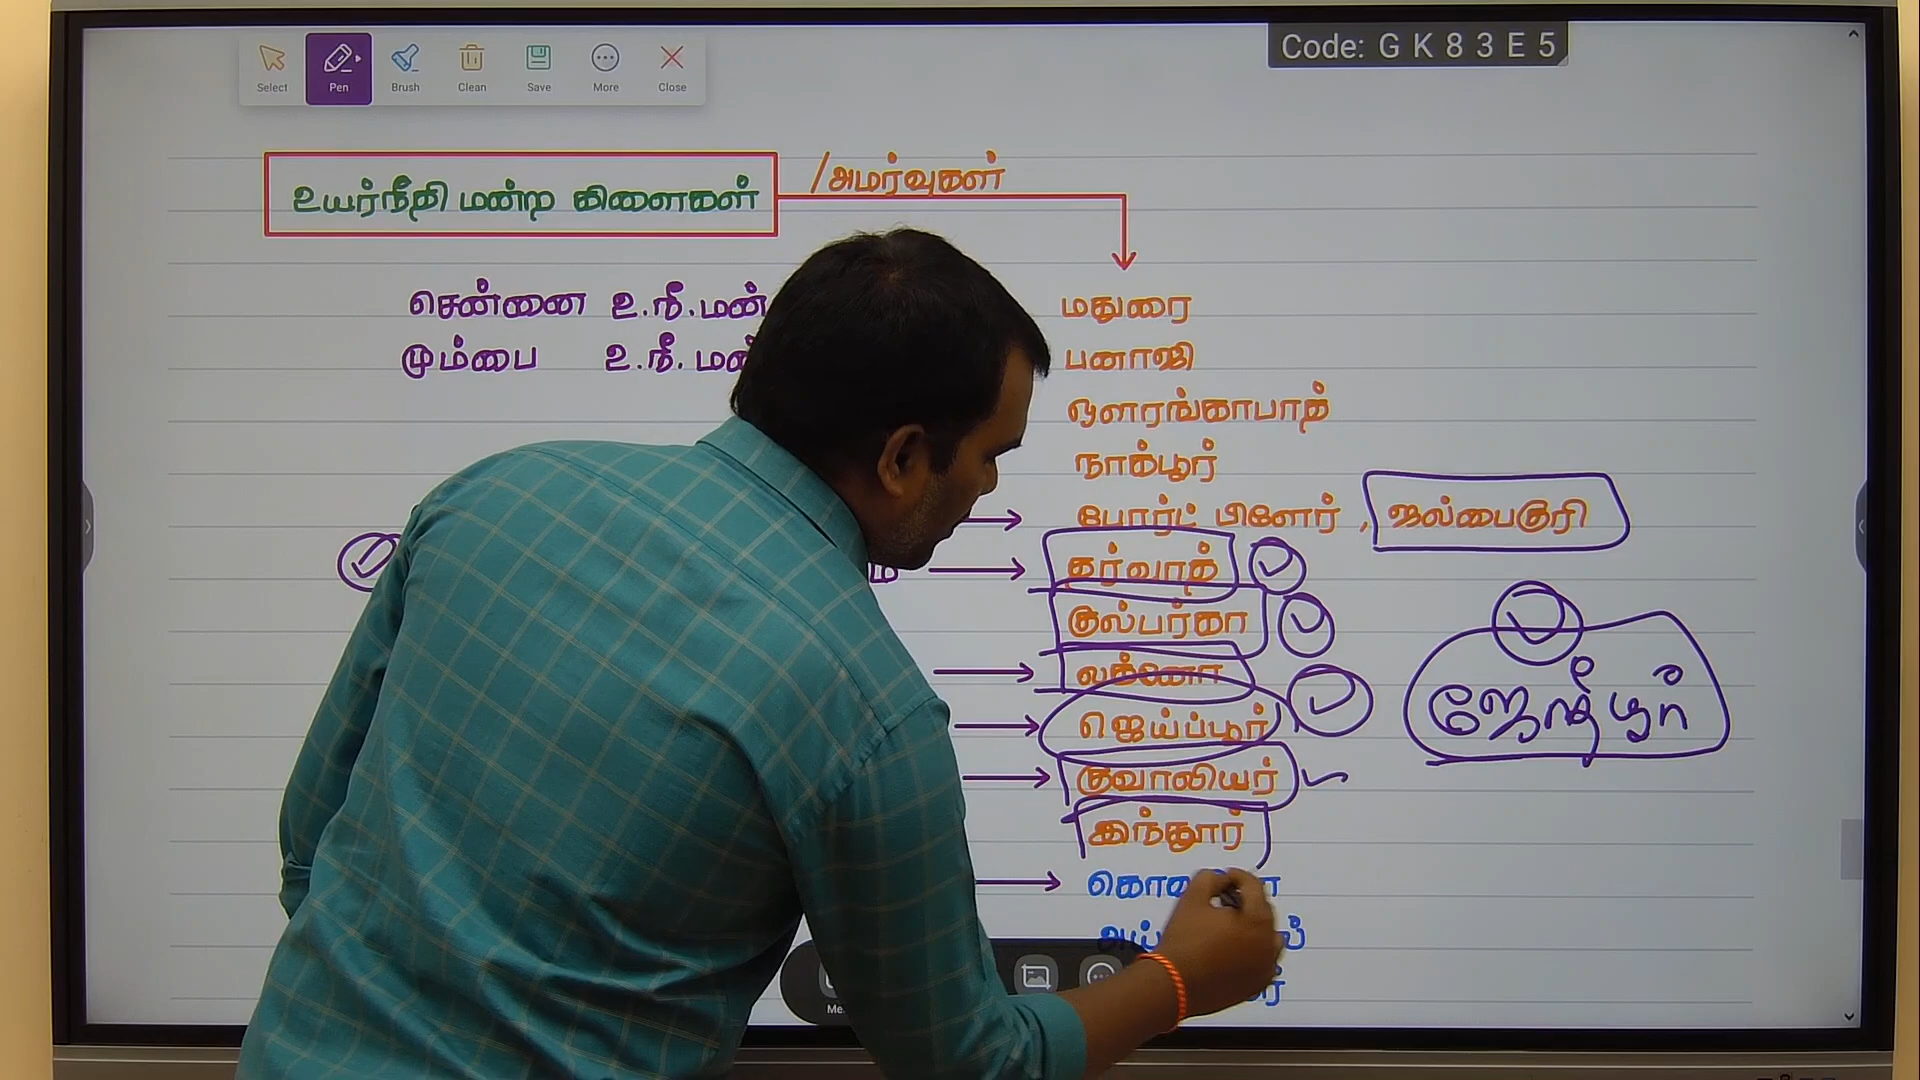 Code: G K 8 3 E 5
Select Pen Brush Clean Save More Close
/அமர்வுகள்
உயர்நீதி மன்ற கிளைகள்
சென்னை உ.நீ.மன் மதுரை
மும்பை உ.நீ. மன் பனாஜி
ஔரங்காபாத்
நாக்பூர்
போர்ட் பிளேர் , ஜல்பைகுரி
தர்வாத்
குல்பர்கா
லக்னோ
ஜெய்ப்பூர் ஜோத்பூர்
குவாலியர்
இந்தூர்